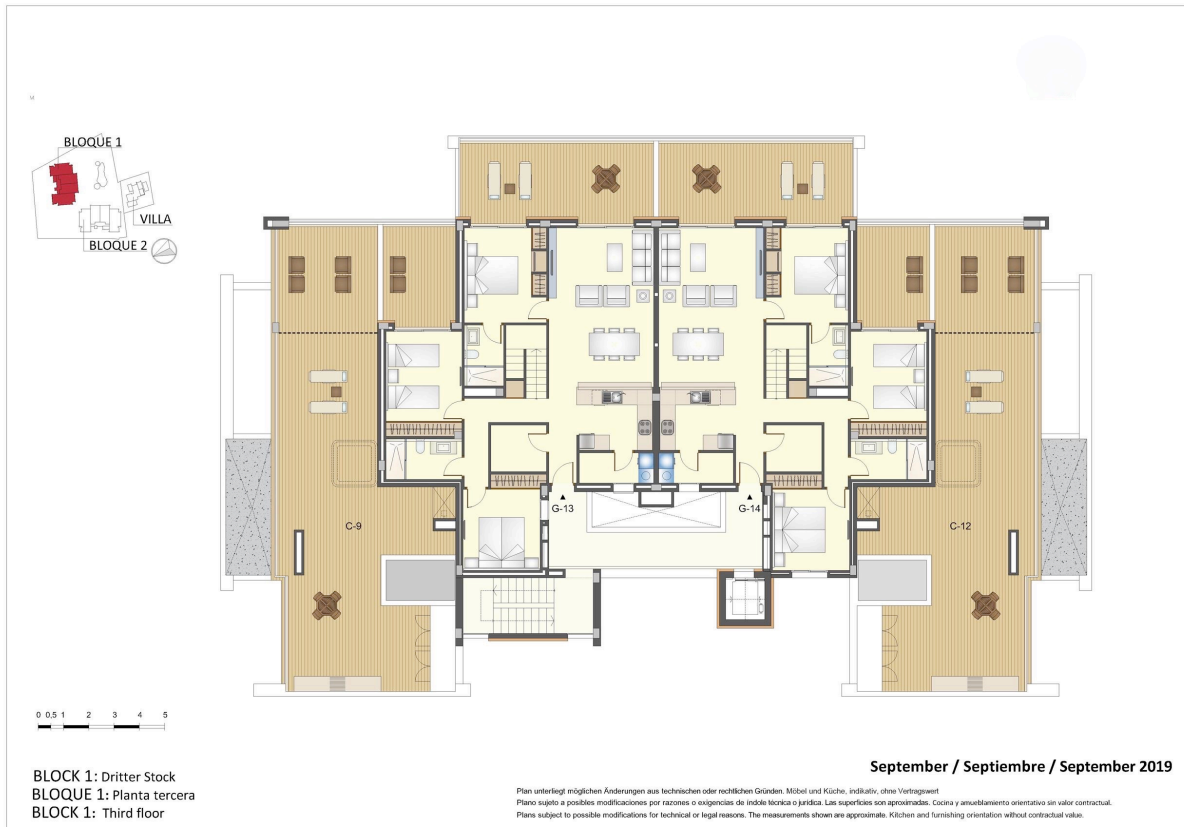 BLOQUE 1
VILLA
BLOQUE 2
G-13
G-14
C-9
C-12
0 0,5 1 2 3 4 5
BLOCK 1: Dritter Stock
BLOQUE 1: Planta tercera
BLOCK 1: Third floor
September / Septiembre / September 2019
Plan unterliegt möglichen Änderungen aus technischen oder rechtlichen Gründen. Möbel und Küche, indikativ, ohne Vertragswert
Plano sujeto a posibles modificaciones por razones o exigencias de indole técnica o jurídica. Las superficies son aproximadas. Cocina y amueblamiento orientativo sin valor contractual.
Plans subject to possible modifications for technical or legal reasons. The measurements shown are approximate. Kitchen and furnishing orientation without contractual value.